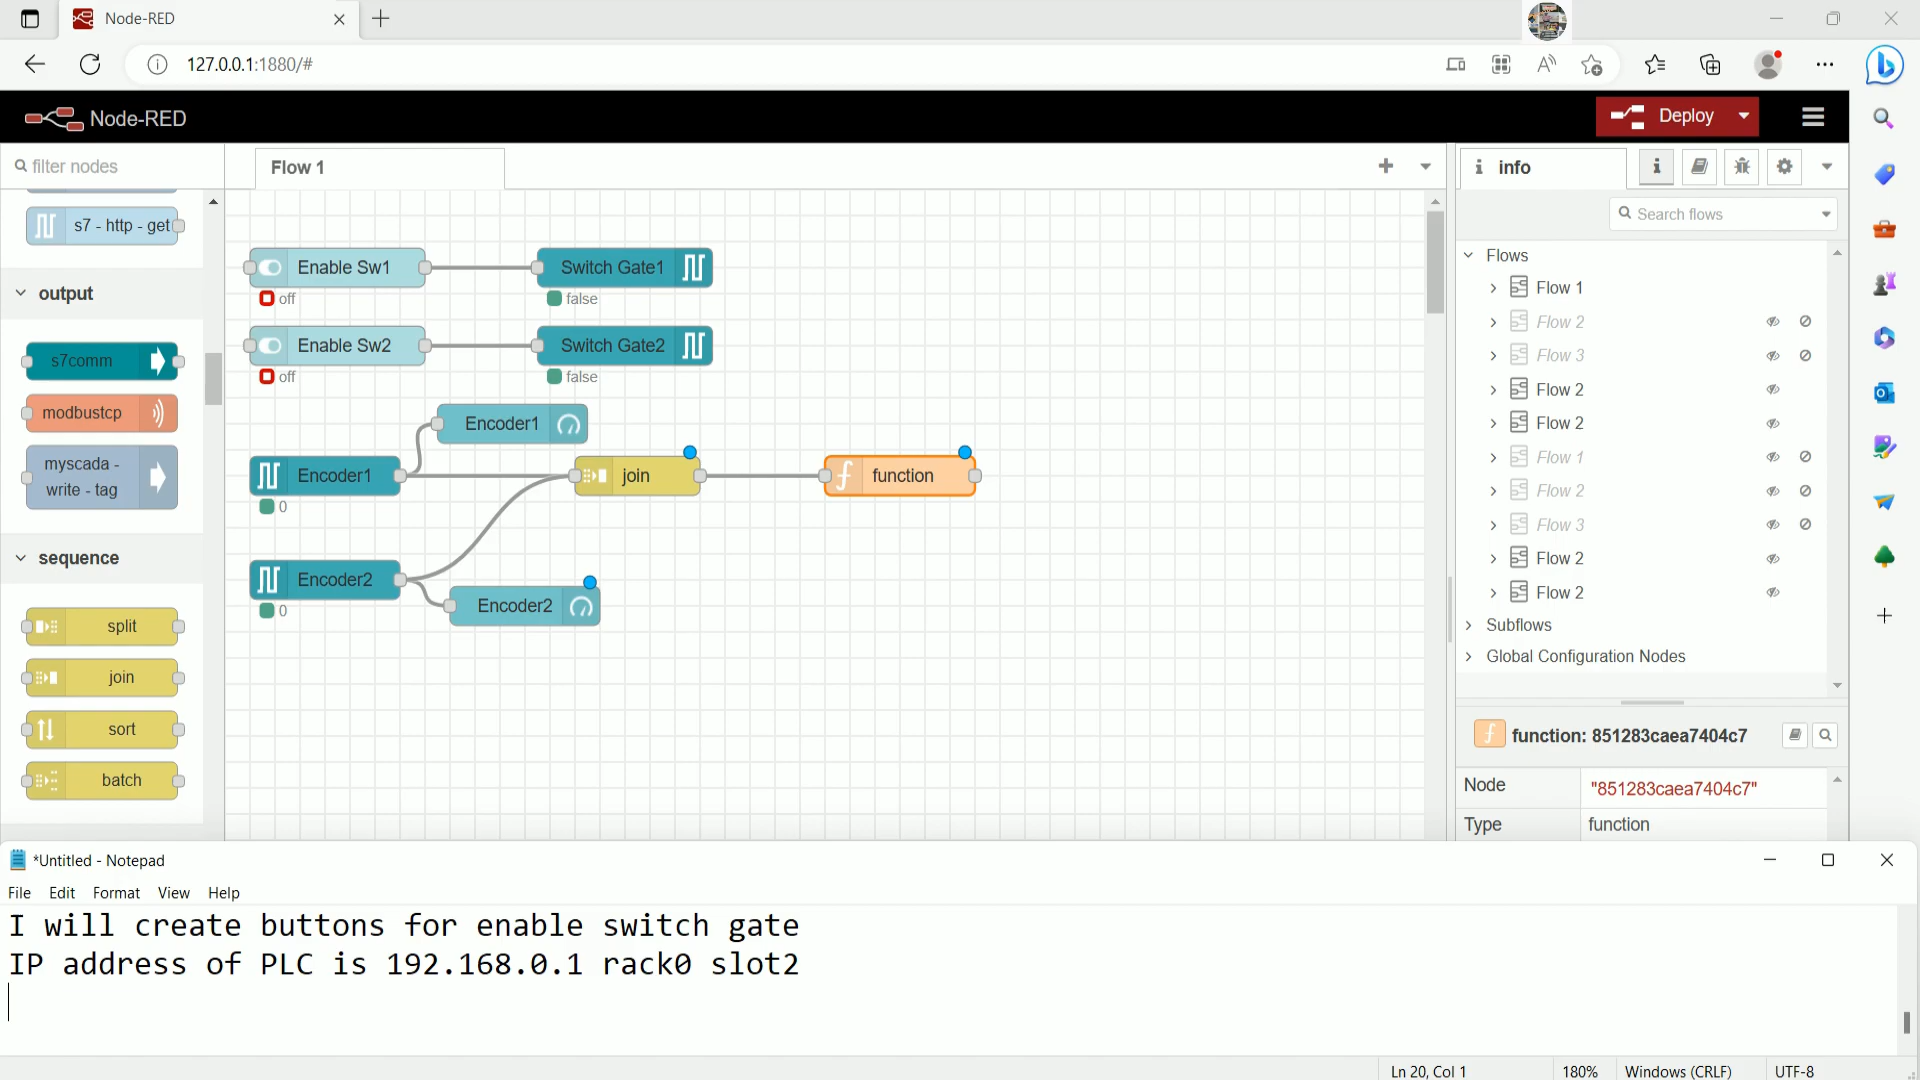 Node-RED
127.0.0.1:1880/#
Node-RED
Deploy
filter nodes
Flow 1
info
s7 - http - get
output
s7comm
modbustcp
myscada -
write - tag
sequence
split
join
sort
batch
Enable Sw1
off
Switch Gate1
false
Enable Sw2
off
Switch Gate2
false
Encoder1
Encoder1
0
join
function
Encoder2
0
Encoder2
Search flows
Flows
Flow 1
Flow 2
Flow 3
Flow 2
Flow 2
Flow 1
Flow 2
Flow 3
Flow 2
Flow 2
Subflows
Global Configuration Nodes
function: 851283caea7404c7
Node "851283caea7404c7"
Type function
*Untitled - Notepad
File Edit Format View Help
I will create buttons for enable switch gate
IP address of PLC is 192.168.0.1 rack0 slot2
Ln 20, Col 1 180% Windows (CRLF) UTF-8